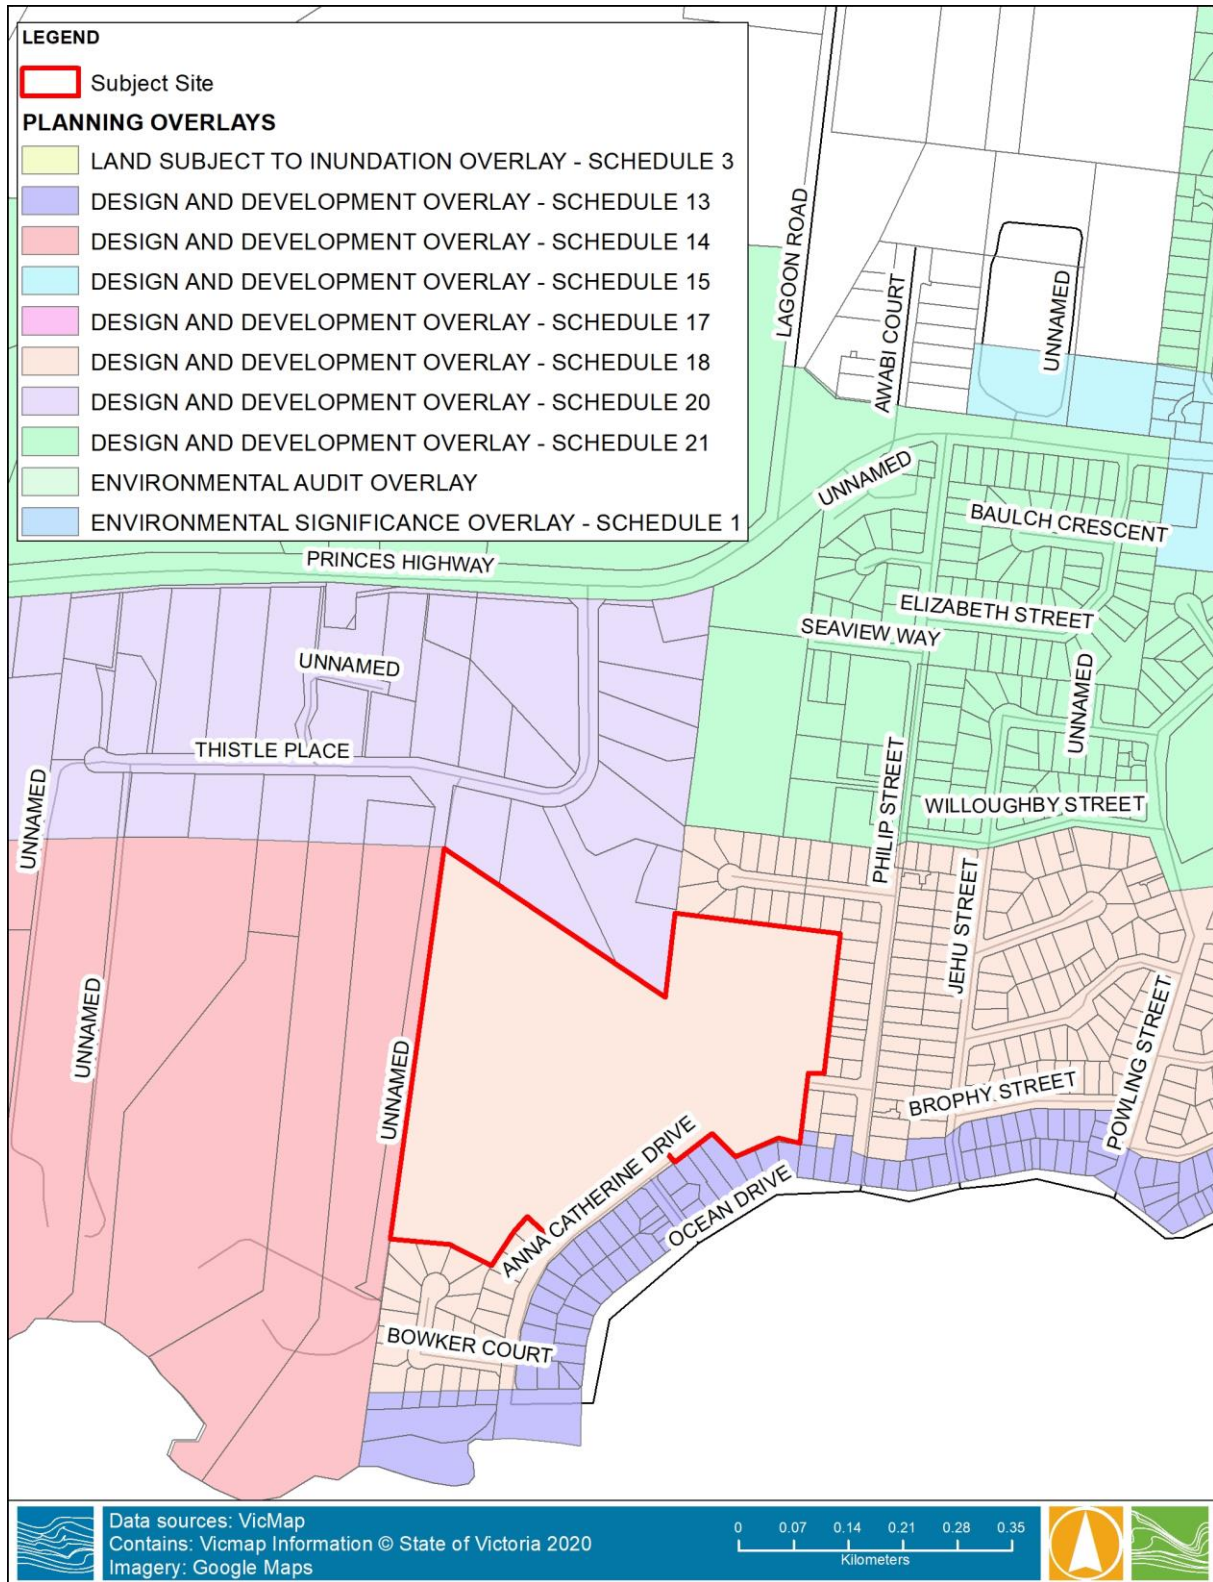 LEGEND
Subject Site
PLANNING OVERLAYS
LAND SUBJECT TO INUNDATION OVERLAY - SCHEDULE 3
DESIGN AND DEVELOPMENT OVERLAY - SCHEDULE 13
DESIGN AND DEVELOPMENT OVERLAY - SCHEDULE 14
DESIGN AND DEVELOPMENT OVERLAY - SCHEDULE 15
DESIGN AND DEVELOPMENT OVERLAY - SCHEDULE 17
DESIGN AND DEVELOPMENT OVERLAY - SCHEDULE 18
DESIGN AND DEVELOPMENT OVERLAY - SCHEDULE 20
DESIGN AND DEVELOPMENT OVERLAY - SCHEDULE 21
ENVIRONMENTAL AUDIT OVERLAY
ENVIRONMENTAL SIGNIFICANCE OVERLAY - SCHEDULE 1
LAGOON ROAD
AWABI COURT
UNNAMED
UNNAMED
BAULCH CRESCENT
PRINCES HIGHWAY
ELIZABETH STREET
SEAVIEW WAY
UNNAMED
UNNAMED
THISTLE PLACE
UNNAMED
PHILIP STREET
WILLOUGHBY STREET
JEHU STREET
UNNAMED
UNNAMED
POWLING STREET
BROPHY STREET
ANNA CATHERINE DRIVE
OCEAN DRIVE
BOWKER COURT
Data sources: VicMap
Contains: Vicmap Information © State of Victoria 2020
Imagery: Google Maps
0 0.07 0.14 0.21 0.28 0.35
Kilometers